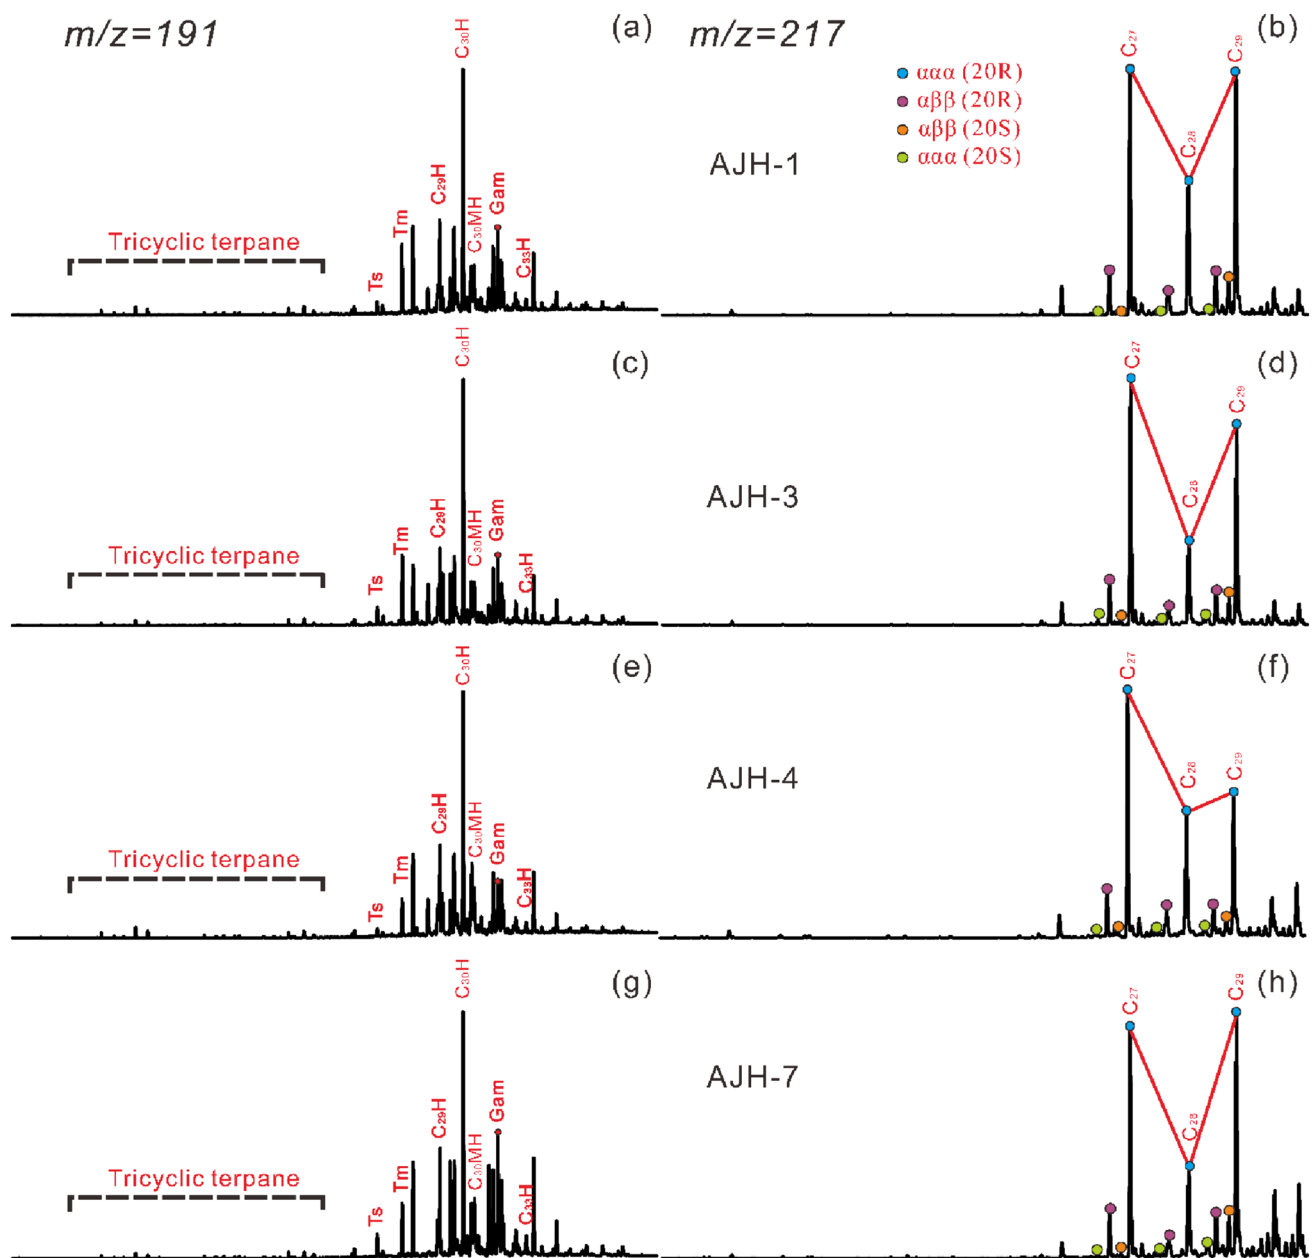 m/z=191
(a)
C₃₀H
C₂₉H
Gam
C₃₀MH
Tm
C₃₃H
Ts
Tricyclic terpane
m/z=217
(b)
C₂₇
C₂₉
C₂₈
ααα (20R)
αββ (20R)
αββ (20S)
ααα (20S)
AJH-1
(c)
C₃₀H
C₂₉H
Gam
C₃₀MH
Tm
C₃₃H
Ts
Tricyclic terpane
(d)
C₂₇
C₂₉
C₂₈
AJH-3
(e)
C₃₀H
C₂₉H
C₃₀MH
Gam
Tm
C₃₃H
Ts
Tricyclic terpane
(f)
C₂₇
C₂₈
C₂₉
AJH-4
(g)
C₃₀H
C₂₉H
Gam
C₃₀MH
Tm
C₃₃H
Ts
Tricyclic terpane
(h)
C₂₇
C₂₉
C₂₈
AJH-7